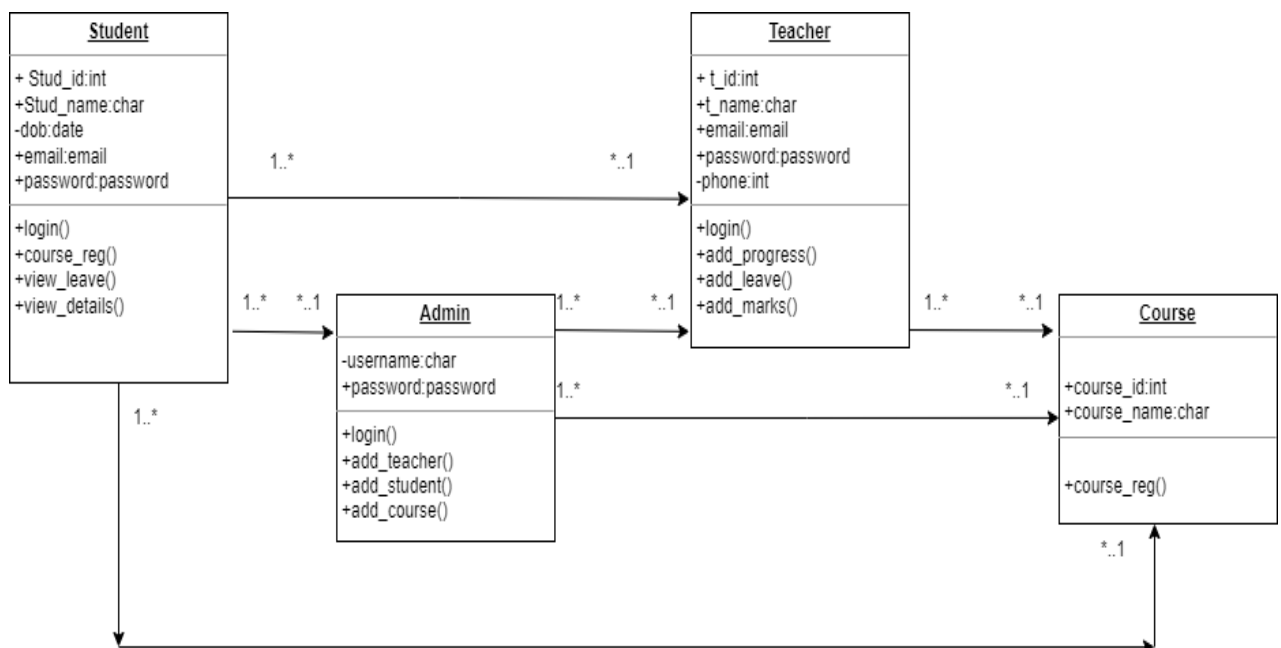 Student
+ Stud_id:int
+Stud_name:char
-dob:date
+email:email
+password:password
+login()
+course_reg()
+view_leave()
+view_details()
1..*
*..1
Teacher
+ t_id:int
+t_name:char
+email:email
+password:password
-phone:int
+login()
+add_progress()
+add_leave()
+add_marks()
1..*
*..1
Admin
-username:char
+password:password
+login()
+add_teacher()
+add_student()
+add_course()
1..*
*..1
1..*
*..1
1..*
*..1
Course
+course_id:int
+course_name:char
+course_reg()
1..*
*..1